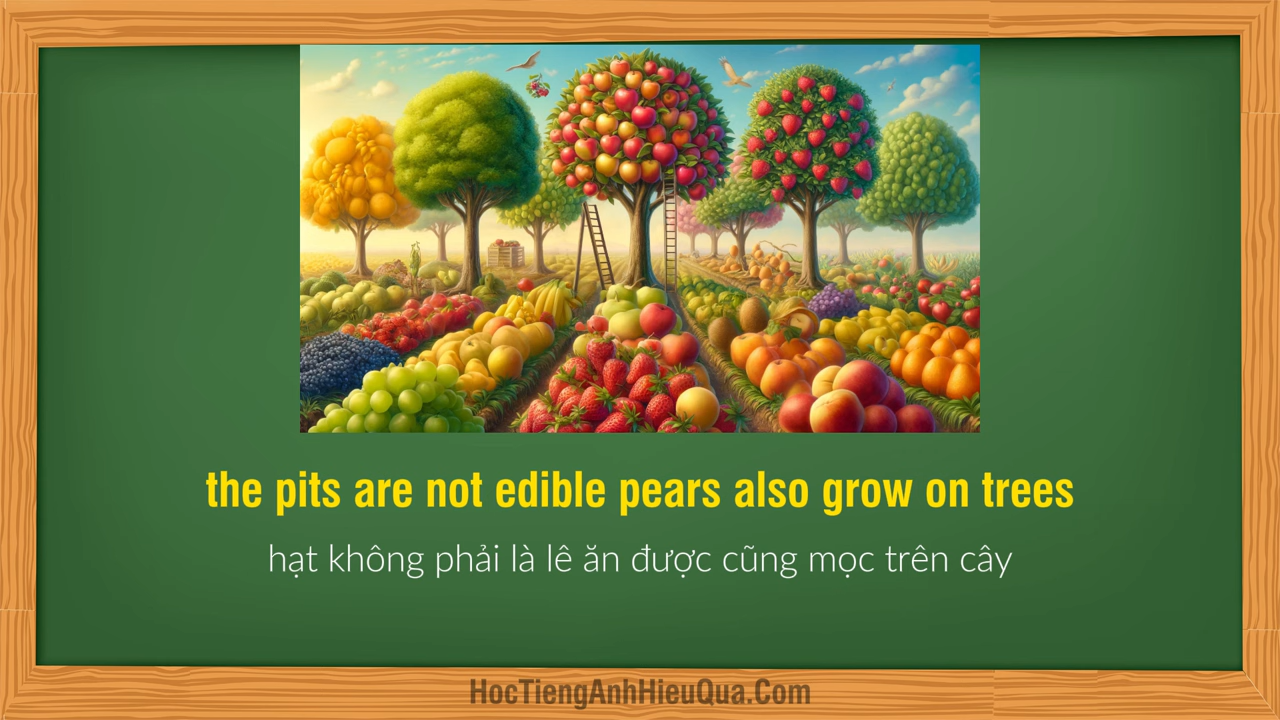 the pits are not edible pears also grow on trees
hạt không phải là lê ăn được cũng mọc trên cây
HocTiengAnhHieuQua.Com